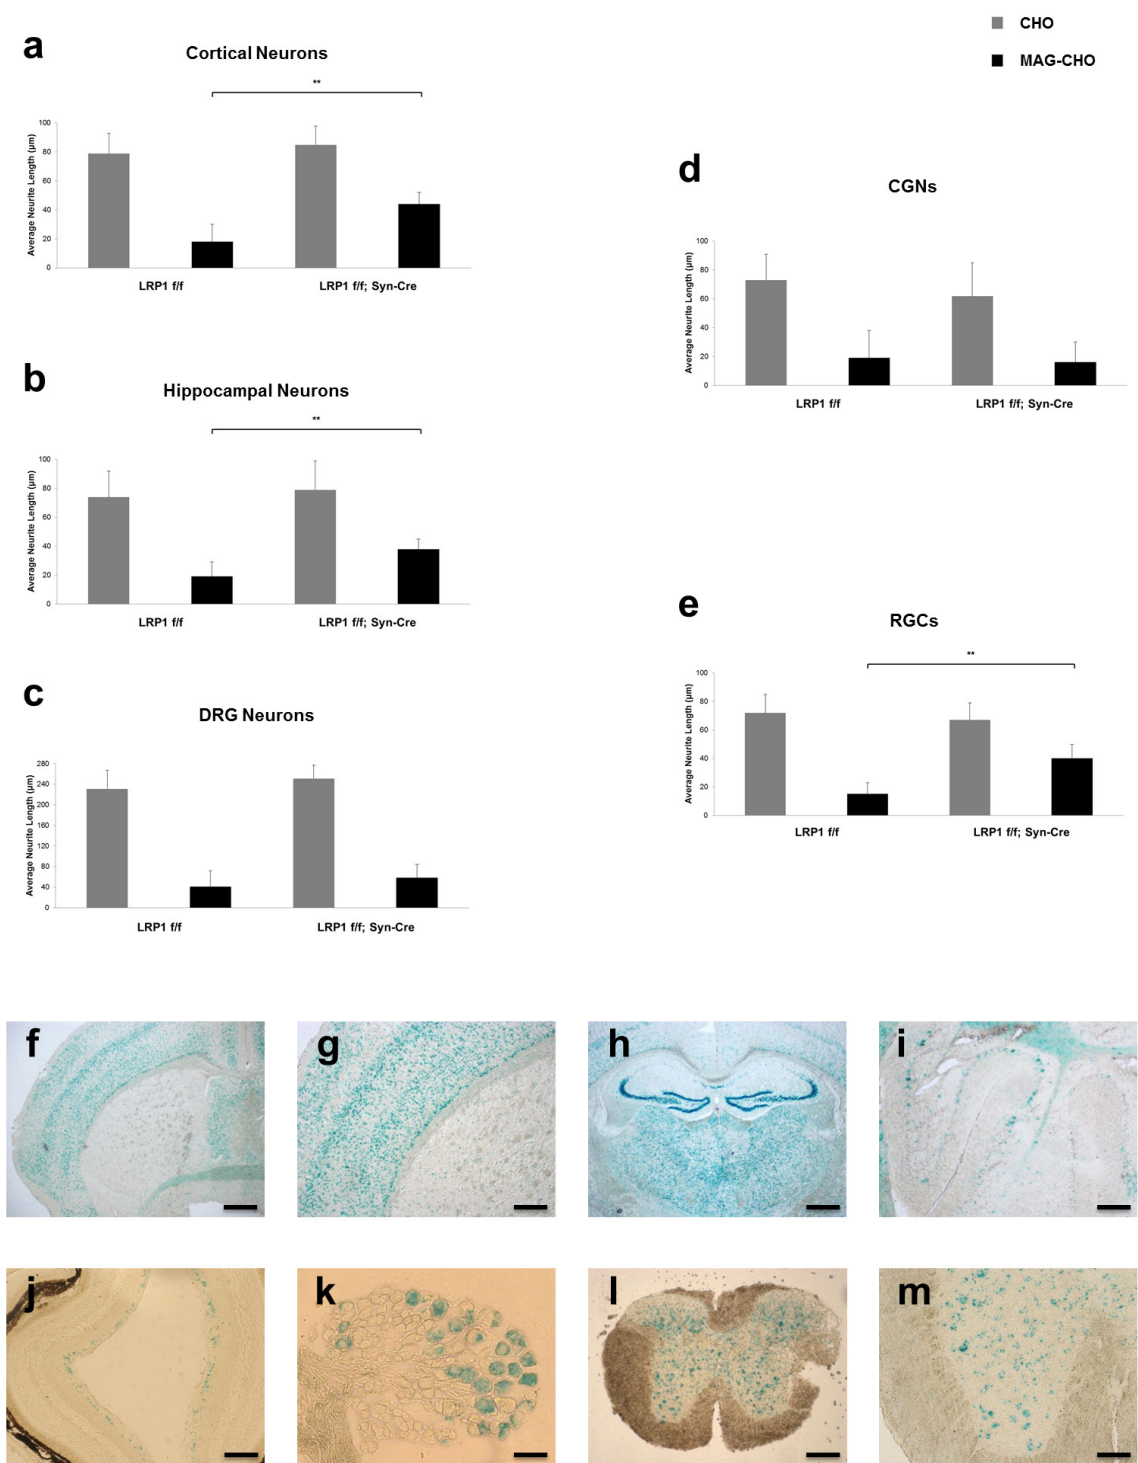 CHO
MAG-CHO
a
Cortical Neurons
**
Average Neurite Length (μm)
100
80
60
40
20
0
LRP1 f/f
LRP1 f/f; Syn-Cre
b
Hippocampal Neurons
**
Average Neurite Length (μm)
100
80
60
40
20
0
LRP1 f/f
LRP1 f/f; Syn-Cre
c
DRG Neurons
Average Neurite Length (μm)
280
240
200
160
120
80
40
0
LRP1 f/f
LRP1 f/f; Syn-Cre
d
CGNs
Average Neurite Length (μm)
100
80
60
40
20
0
LRP1 f/f
LRP1 f/f; Syn-Cre
e
RGCs
**
Average Neurite Length (μm)
100
80
60
40
20
0
LRP1 f/f
LRP1 f/f; Syn-Cre
f
g
h
i
j
k
l
m